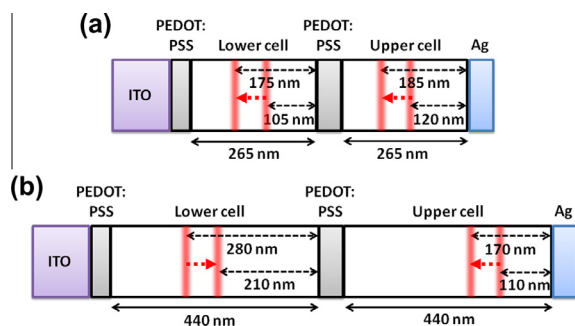 (a)
PEDOT:
PSS
Lower cell
PEDOT:
PSS
Upper cell
Ag
ITO
175 nm
185 nm
105 nm
120 nm
265 nm
265 nm
(b)
PEDOT:
PSS
Lower cell
PEDOT:
PSS
Upper cell
Ag
ITO
280 nm
170 nm
210 nm
110 nm
440 nm
440 nm